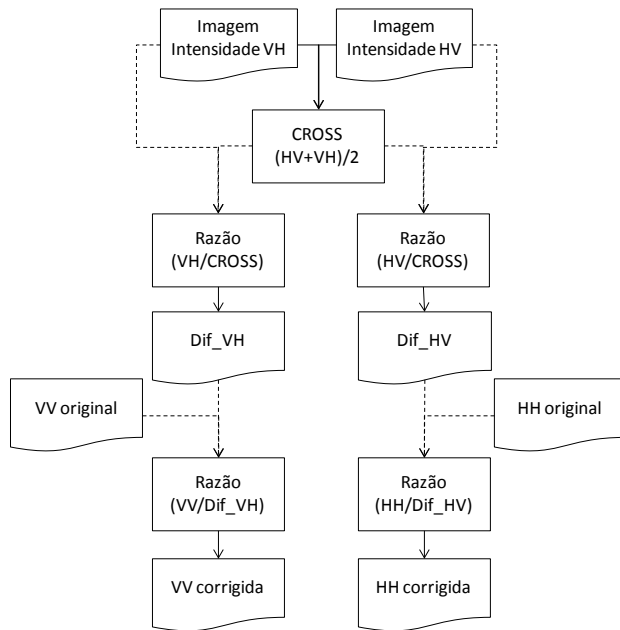 Imagem
Intensidade VH
Imagem
Intensidade HV
CROSS
(HV+VH)/2
Razão
(VH/CROSS)
Razão
(HV/CROSS)
Dif_VH
Dif_HV
VV original
HH original
Razão
(VV/Dif_VH)
Razão
(HH/Dif_HV)
VV corrigida
HH corrigida